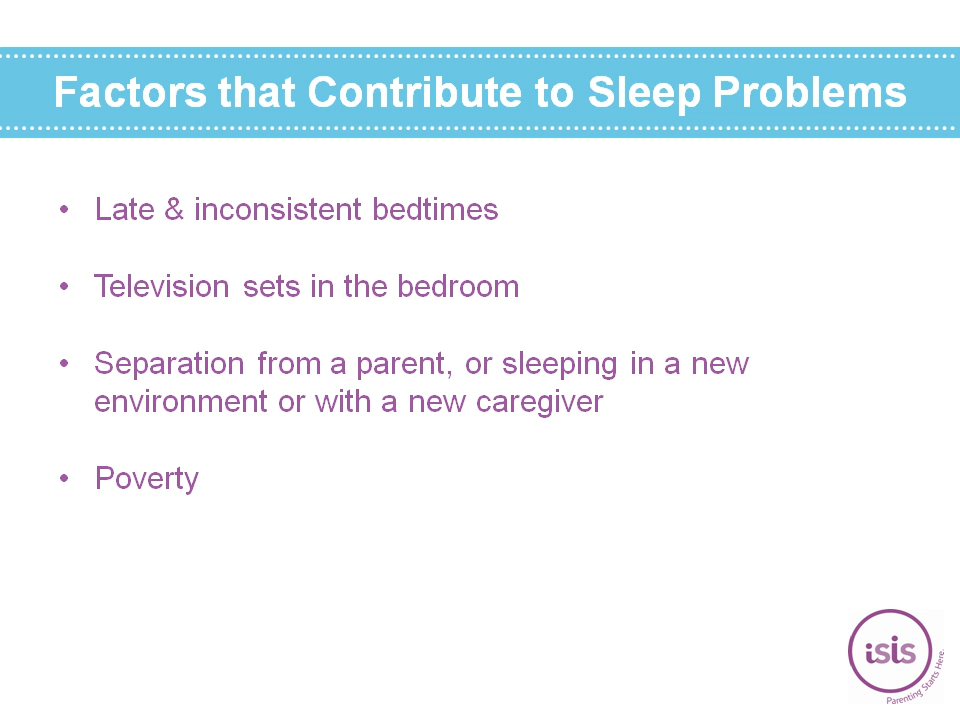 Factors that Contribute to Sleep Problems
• Late & inconsistent bedtimes
• Television sets in the bedroom
• Separation from a parent, or sleeping in a new
environment or with a new caregiver
• Poverty
isis
Parenting Starts Here.